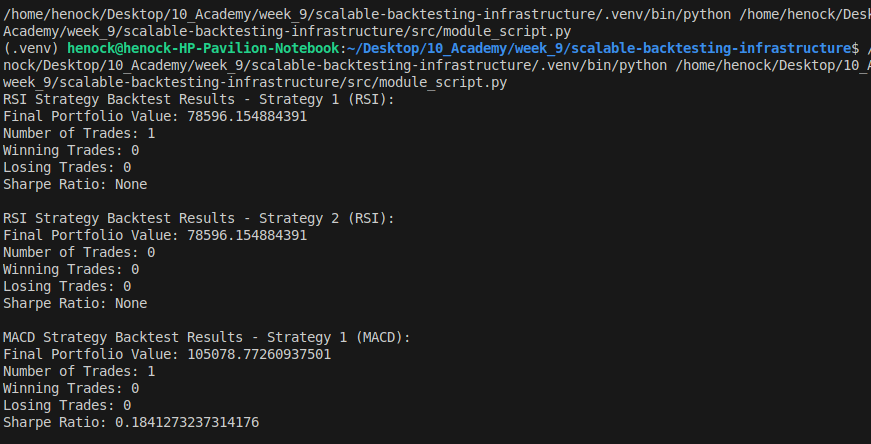 /home/henock/Desktop/10_Academy/week_9/scalable-backtesting-infrastructure/.venv/bin/python /home/henock/Desk
Academy/week_9/scalable-backtesting-infrastructure/src/module_script.py
(.venv) henock@henock-HP-Pavilion-Notebook:~/Desktop/10_Academy/week_9/scalable-backtesting-infrastructure$ /
nock/Desktop/10_Academy/week_9/scalable-backtesting-infrastructure/.venv/bin/python /home/henock/Desktop/10_A
week_9/scalable-backtesting-infrastructure/src/module_script.py
RSI Strategy Backtest Results - Strategy 1 (RSI):
Final Portfolio Value: 78596.154884391
Number of Trades: 1
Winning Trades: 0
Losing Trades: 0
Sharpe Ratio: None
RSI Strategy Backtest Results - Strategy 2 (RSI):
Final Portfolio Value: 78596.154884391
Number of Trades: 0
Winning Trades: 0
Losing Trades: 0
Sharpe Ratio: None
MACD Strategy Backtest Results - Strategy 1 (MACD):
Final Portfolio Value: 105078.77260937501
Number of Trades: 1
Winning Trades: 0
Losing Trades: 0
Sharpe Ratio: 0.1841273237314176